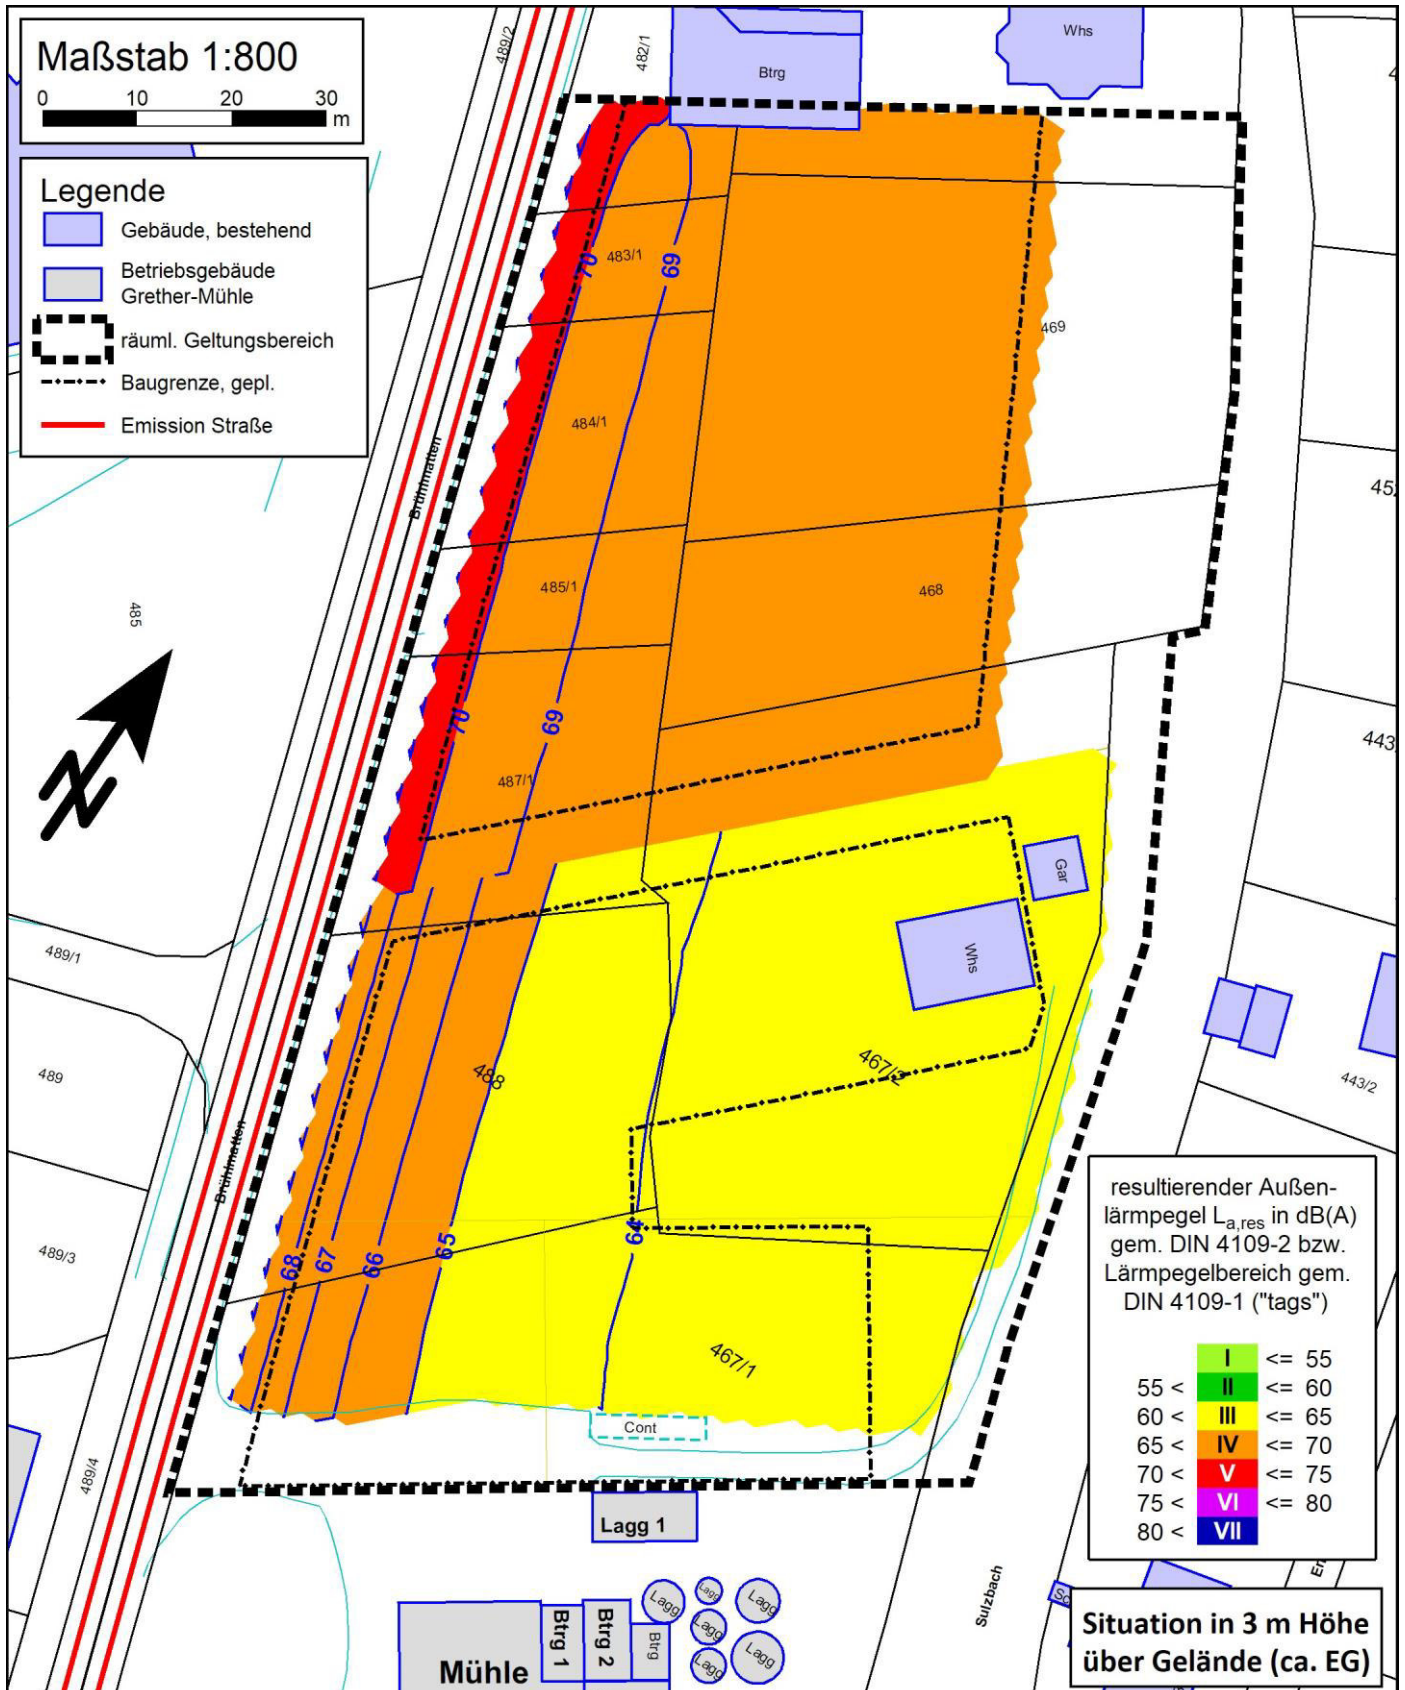 Maßstab 1:800
0 10 20 30
m
Legende
Gebäude, bestehend
Betriebsgebäude
Grether-Mühle
räuml. Geltungsbereich
Baugrenze, gepl.
Emission Straße
489/2
482/1
Btrg
Whs
483/1
70
69
469
484/1
Brühlmatten
485/1
468
485
443
70
69
487/1
Gar
Whs
489/1
489
488
467/2
443/2
Brühlmatten
489/3
68
67
66
65
64
467/1
Cont
489/4
Lagg 1
Sulzbach
Mühle
Btrg 1
Btrg 2
Btrg
Lagg
Lagg
Lagg
Lagg
Lagg
Lagg
resultierender Außen-
lärmpegel La,res in dB(A)
gem. DIN 4109-2 bzw.
Lärmpegelbereich gem.
DIN 4109-1 ("tags")
I <= 55
55 < II <= 60
60 < III <= 65
65 < IV <= 70
70 < V <= 75
75 < VI <= 80
80 < VII
Situation in 3 m Höhe
über Gelände (ca. EG)